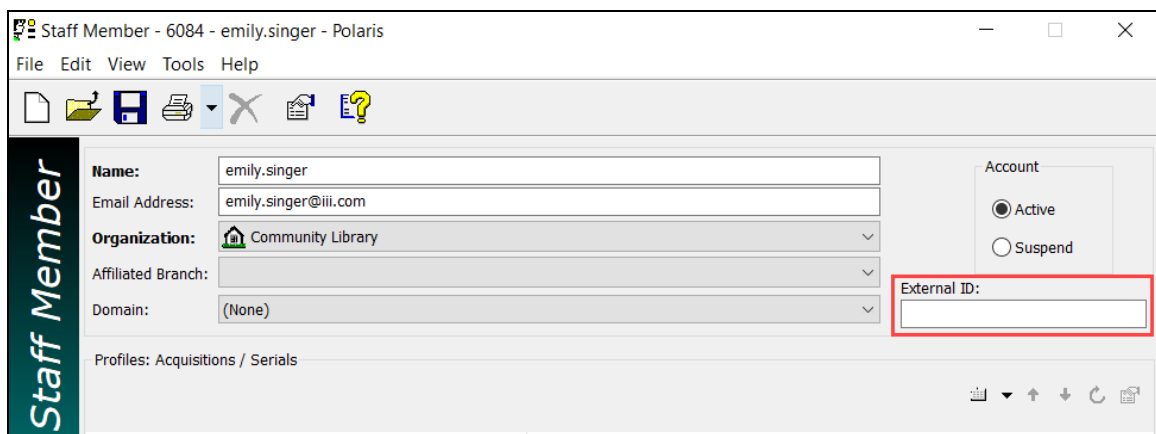 Staff Member - 6084 - emily.singer - Polaris
File Edit View Tools Help
Staff Member
Name: emily.singer
Email Address: emily.singer@iii.com
Organization: Community Library
Affiliated Branch:
Domain: (None)
Account
Active
Suspend
External ID:
Profiles: Acquisitions / Serials